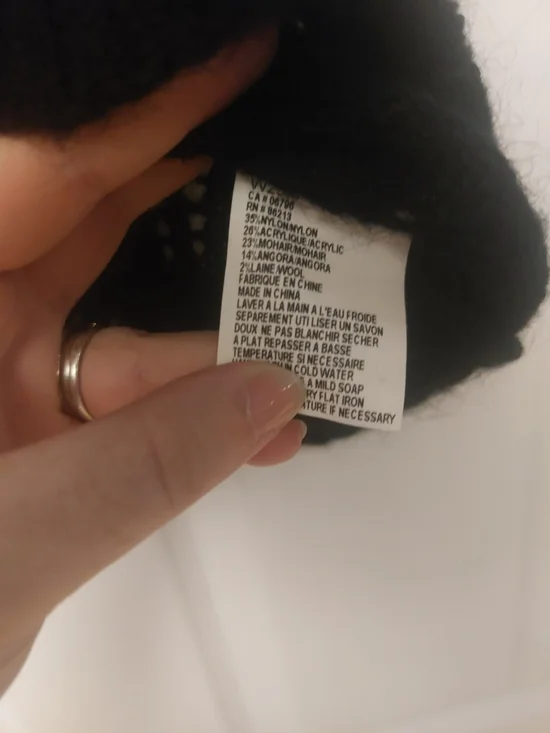 CA # 06796
RN # 86213
35%NYLON/NYLON
26%ACRYLIQUE/ACRYLIC
23%MOHAIR/MOHAIR
14%ANGORA/ANGORA
2%LAINE/WOOL
FABRIQUE EN CHINE
MADE IN CHINA
LAVER A LA MAIN A L'EAU FROIDE
SEPAREMENT UTILISER UN SAVON
DOUX NE PAS BLANCHIR SECHER
A PLAT REPASSER A BASSE
TEMPERATURE SI NECESSAIRE
COLD WATER
A MILD SOAP
FLAT IRON
IF NECESSARY